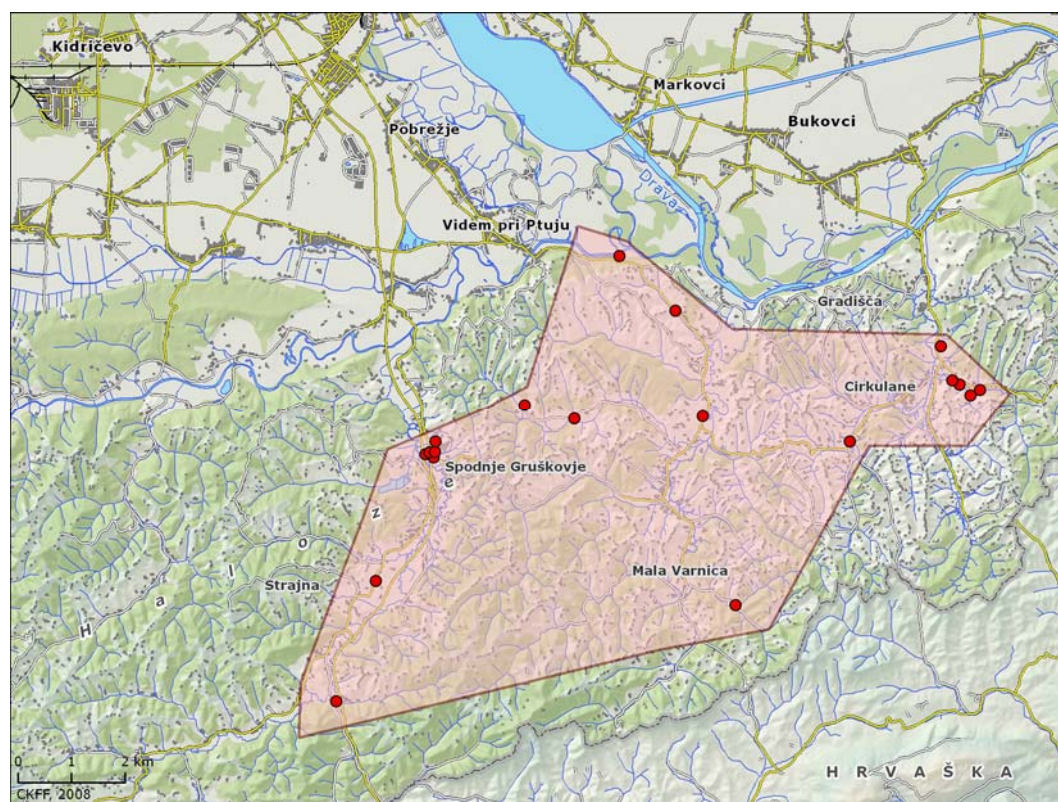 Kidričevo
Markovci
Bukovci
Pobrežje
Drava
Videm pri Ptuju
Gradišča
Cirkulane
Spodnje Gruškovje
Mala Varnica
Strajna
H a l o z e
0 1 2 km
CKFF, 2008
H R V A Š K A